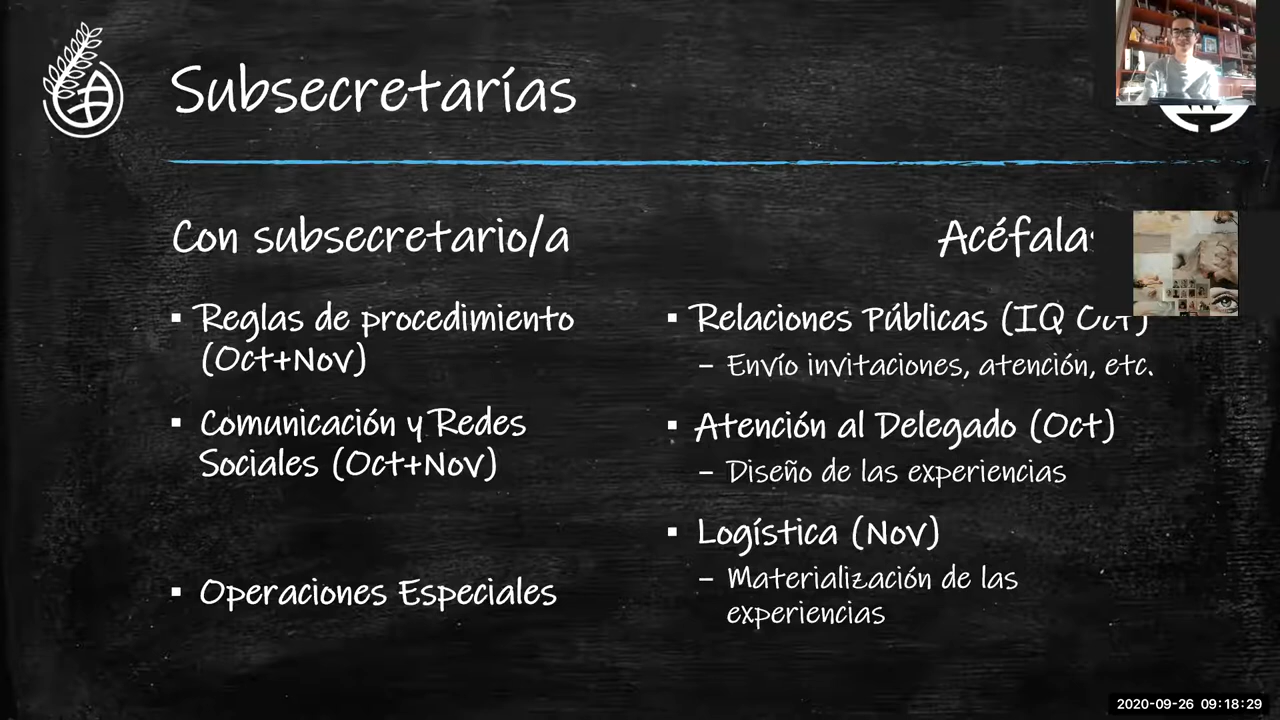 Subsecretarías
Con subsecretario/a
▪ Reglas de procedimiento
(Oct+Nov)
▪ Comunicación y Redes
Sociales (Oct+Nov)
▪ Operaciones Especiales
▪ Relaciones Públicas (IQ Oct)
– Envío invitaciones, atención, etc.
▪ Atención al Delegado (Oct)
– Diseño de las experiencias
▪ Logística (Nov)
– Materialización de las
experiencias
2020-09-26 09:18:29